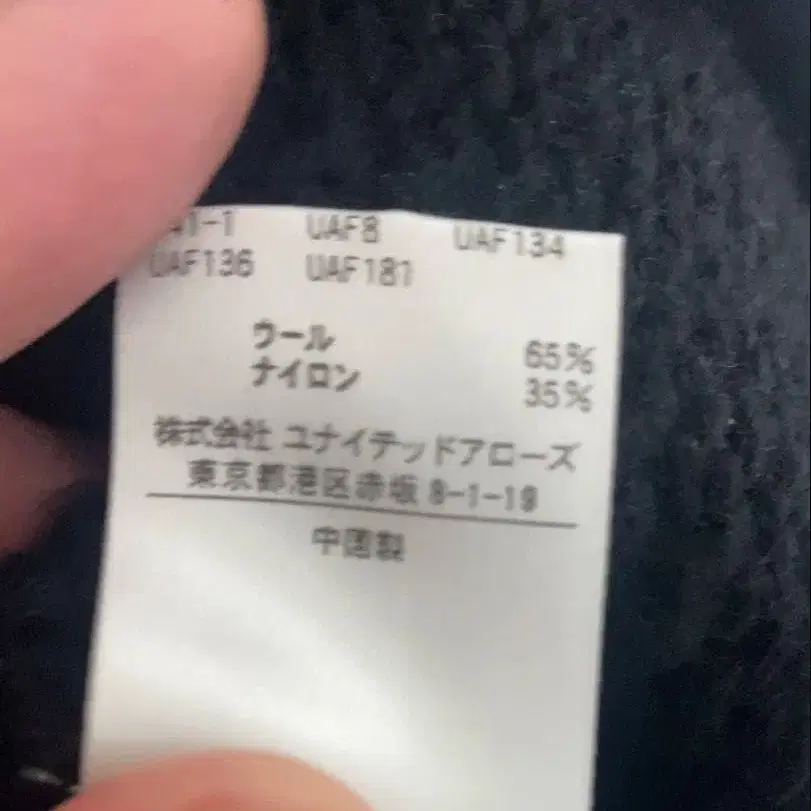 41-1 UAF8 UAF134
UAF136 UAF181
ウール 65%
ナイロン 35%
株式会社 ユナイテッドアローズ
東京都港区赤坂 8-1-19
中国製